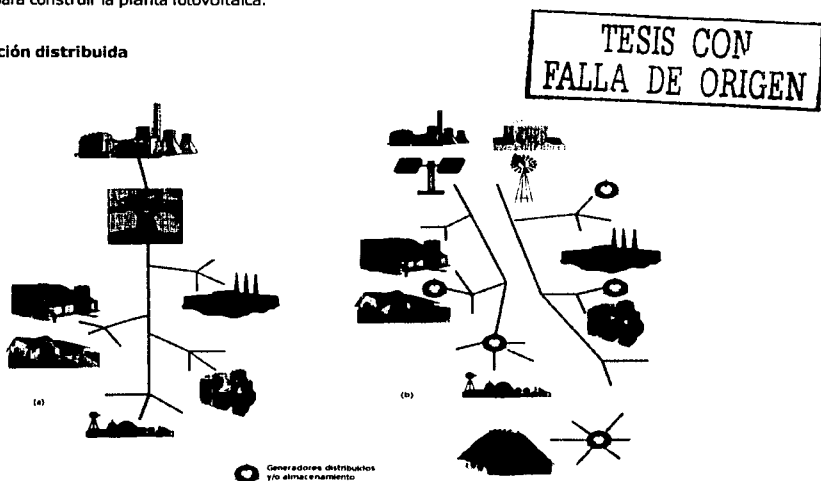 para construir la planta fotovoltaica.
ción distribuida
TESIS CON
FALLA DE ORIGEN
(a)
(b)
Generadores distribuidos
y/o almacenamiento